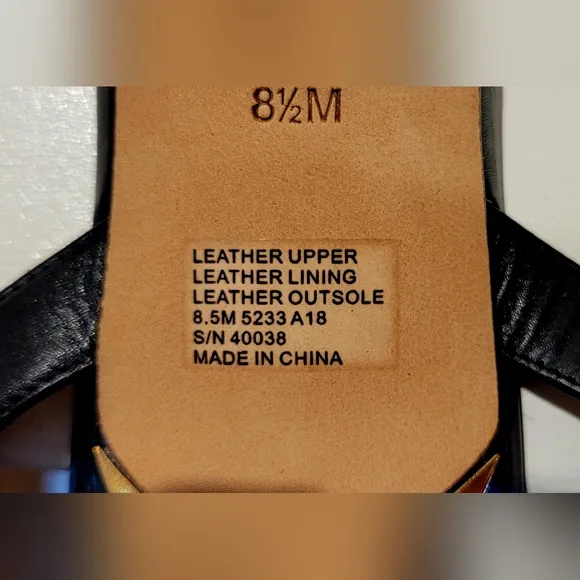 8½M
LEATHER UPPER
LEATHER LINING
LEATHER OUTSOLE
8.5M 5233 A18
S/N 40038
MADE IN CHINA